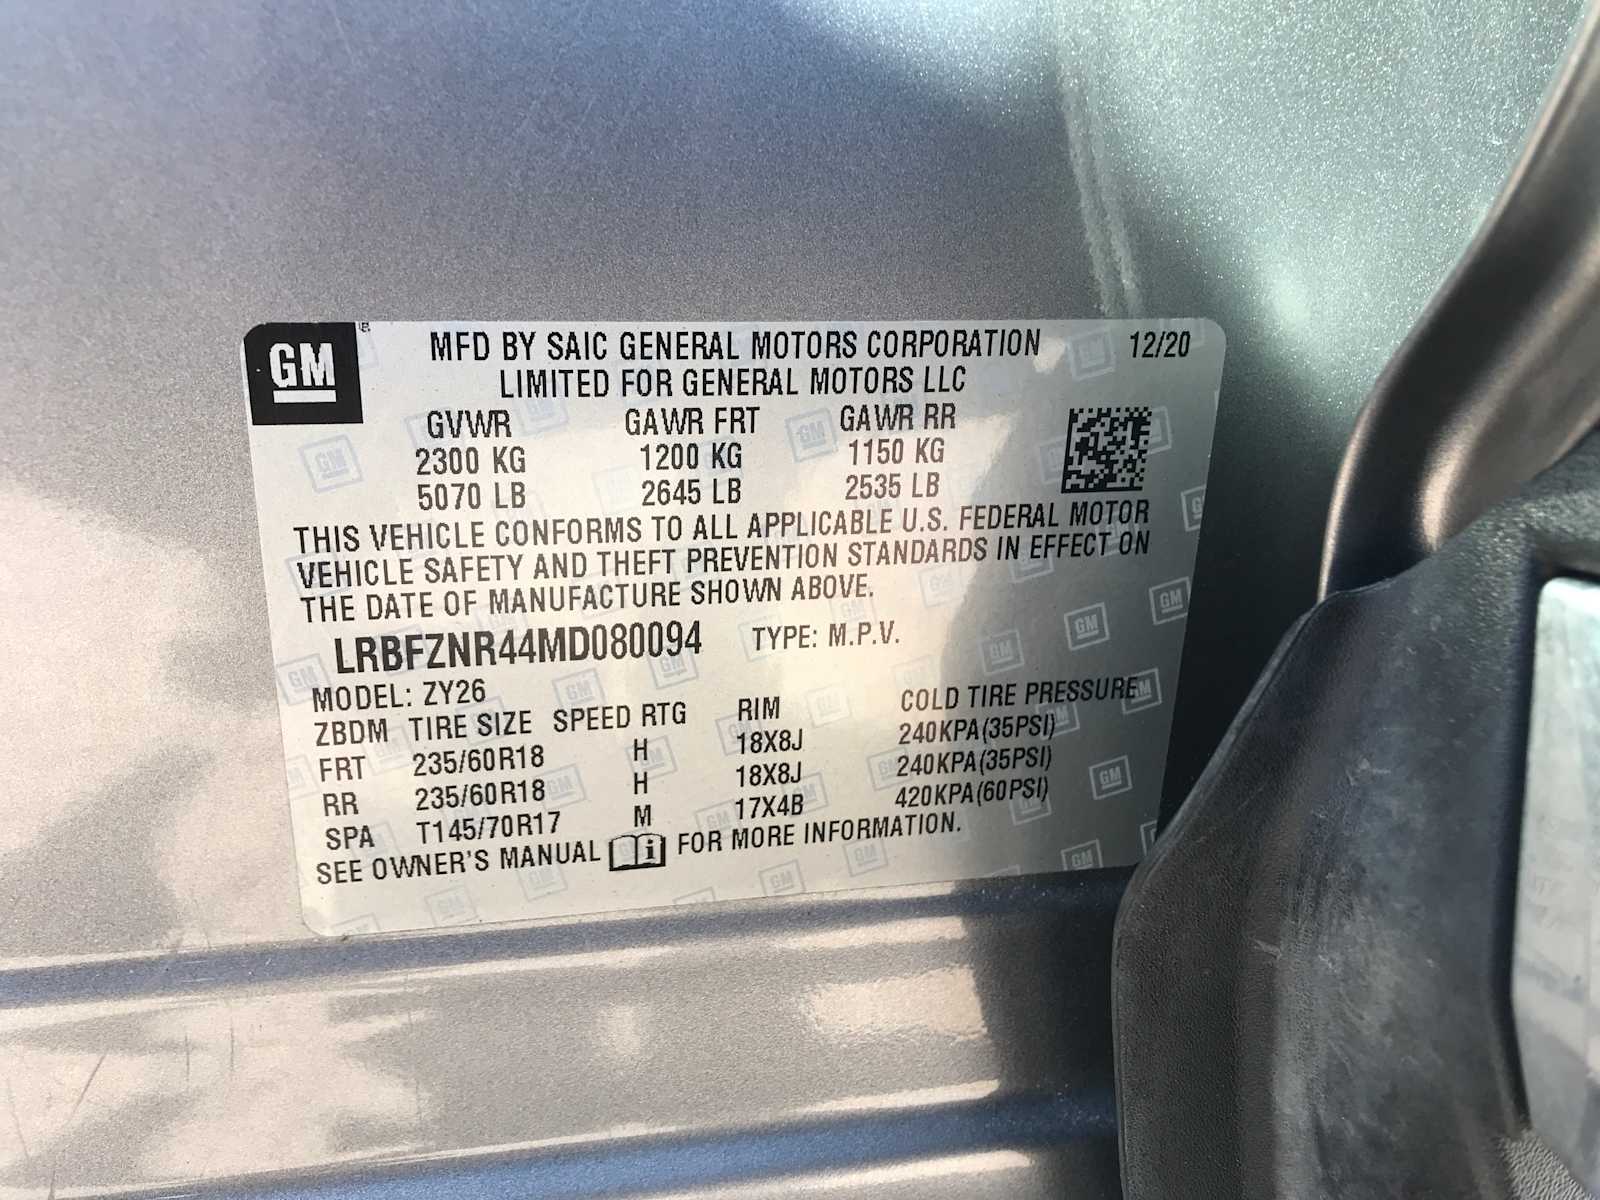 GM
MFD BY SAIC GENERAL MOTORS CORPORATION 12/20
LIMITED FOR GENERAL MOTORS LLC
GVWR GAWR FRT GAWR RR
2300 KG 1200 KG 1150 KG
5070 LB 2645 LB 2535 LB
THIS VEHICLE CONFORMS TO ALL APPLICABLE U.S. FEDERAL MOTOR
VEHICLE SAFETY AND THEFT PREVENTION STANDARDS IN EFFECT ON
THE DATE OF MANUFACTURE SHOWN ABOVE.
LRBFZNR44MD080094 TYPE: M.P.V.
MODEL: ZY26
ZBDM TIRE SIZE SPEED RTG RIM COLD TIRE PRESSURE
FRT 235/60R18 H 18X8J 240KPA(35PSI)
RR 235/60R18 H 18X8J 240KPA(35PSI)
SPA T145/70R17 M 17X4B 420KPA(60PSI)
SEE OWNER'S MANUAL i FOR MORE INFORMATION.